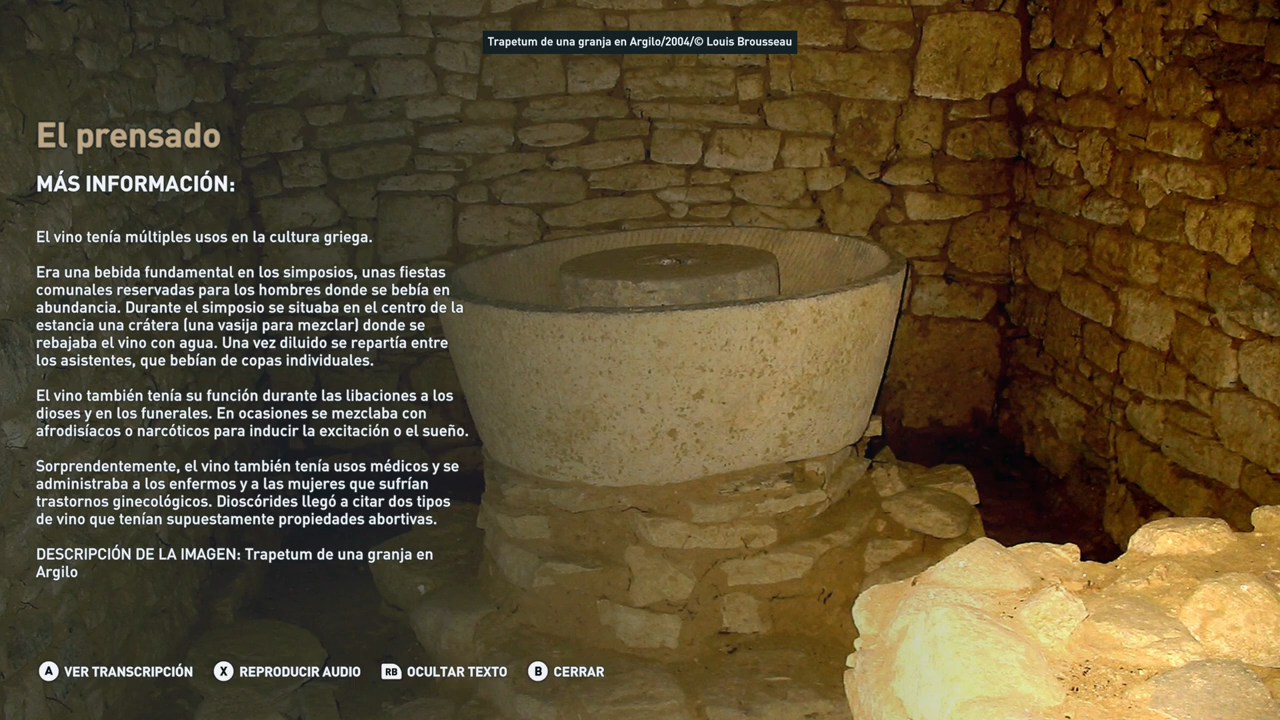 Trapetum de una granja en Argilo/2004/© Louis Brousseau
El prensado
MÁS INFORMACIÓN:
El vino tenía múltiples usos en la cultura griega.
Era una bebida fundamental en los simposios, unas fiestas
comunales reservadas para los hombres donde se bebía en
abundancia. Durante el simposio se situaba en el centro de la
estancia una crátera (una vasija para mezclar) donde se
rebajaba el vino con agua. Una vez diluido se repartía entre
los asistentes, que bebían de copas individuales.
El vino también tenía su función durante las libaciones a los
dioses y en los funerales. En ocasiones se mezclaba con
afrodisíacos o narcóticos para inducir la excitación o el sueño.
Sorprendentemente, el vino también tenía usos médicos y se
administraba a los enfermos y a las mujeres que sufrían
trastornos ginecológicos. Dioscórides llegó a citar dos tipos
de vino que tenían supuestamente propiedades abortivas.
DESCRIPCIÓN DE LA IMAGEN: Trapetum de una granja en
Argilo
A VER TRANSCRIPCIÓN X REPRODUCIR AUDIO RB OCULTAR TEXTO B CERRAR